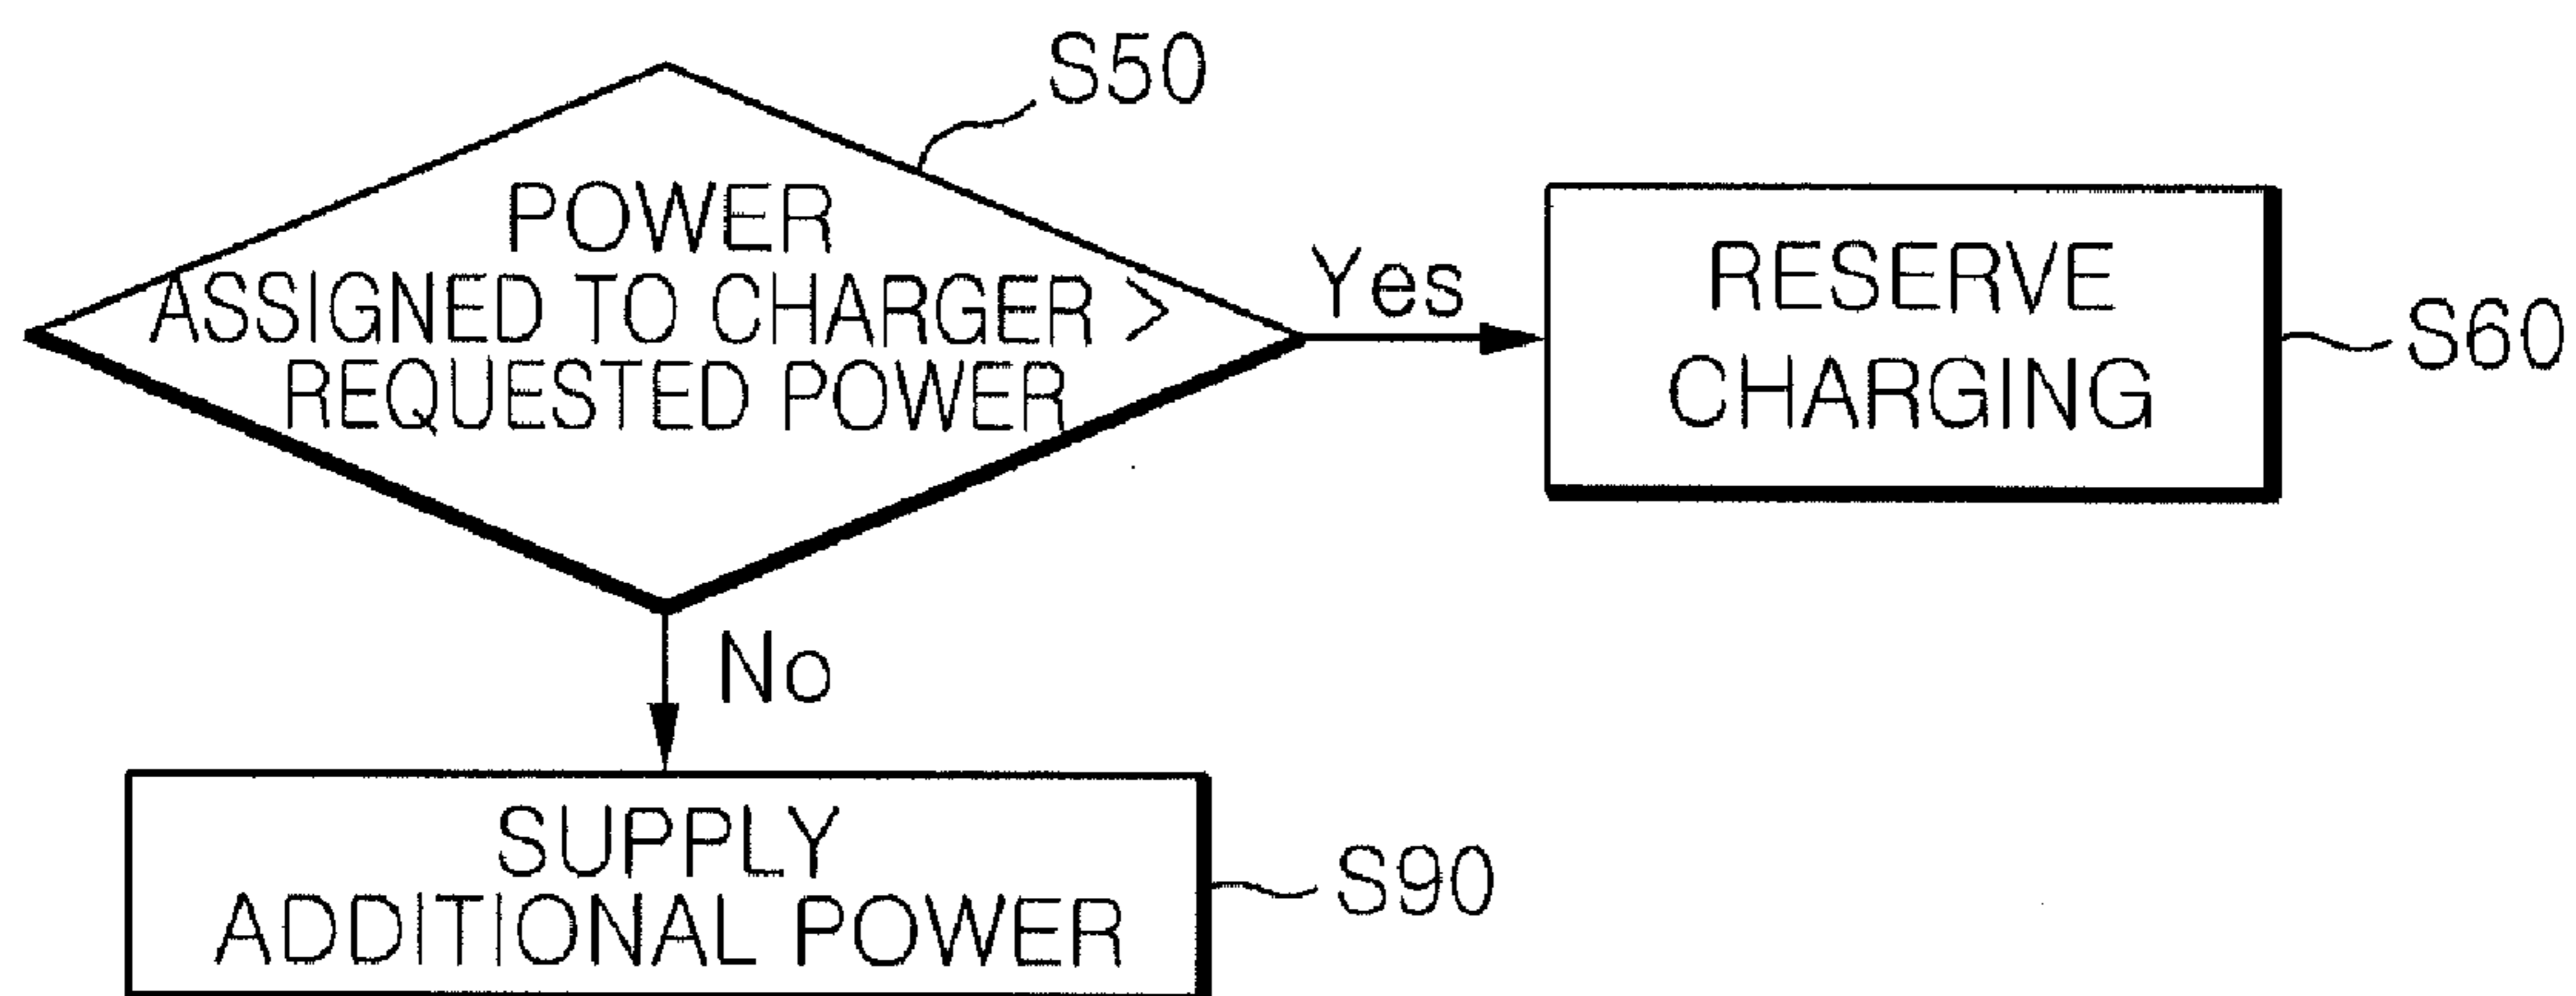 S50
POWER
ASSIGNED TO CHARGER >
REQUESTED POWER
Yes
RESERVE
CHARGING
S60
No
SUPPLY
ADDITIONAL POWER
S90